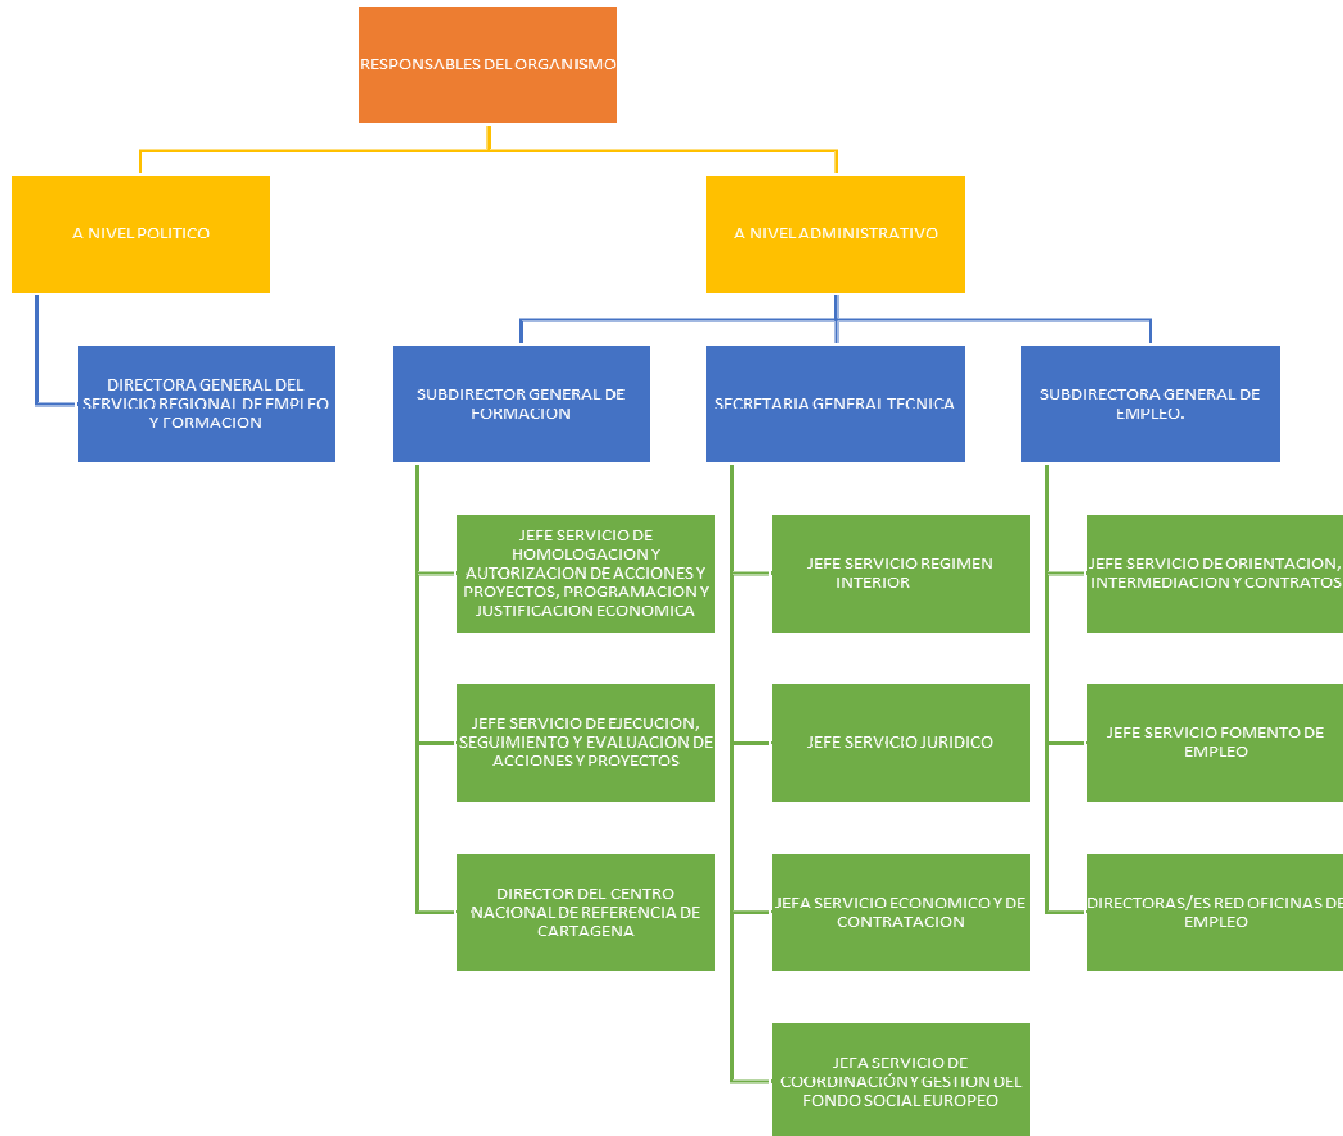 RESPONSABLES DEL ORGANISMO
A NIVEL POLITICO
A NIVEL ADMINISTRATIVO
DIRECTORA GENERAL DEL
SERVICIO REGIONAL DE EMPLEO
Y FORMACION
SUBDIRECTOR GENERAL DE
FORMACION
SECRETARIA GENERAL TECNICA
SUBDIRECTORA GENERAL DE
EMPLEO.
JEFE SERVICIO DE
HOMOLOGACION Y
AUTORIZACION DE ACCIONES Y
PROYECTOS, PROGRAMACION Y
JUSTIFICACION ECONOMICA
JEFE SERVICIO REGIMEN
INTERIOR
JEFE SERVICIO DE ORIENTACION,
INTERMEDIACION Y CONTRATOS
JEFE SERVICIO DE EJECUCION,
SEGUIMIENTO Y EVALUACION DE
ACCIONES Y PROYECTOS
JEFE SERVICIO JURIDICO
JEFE SERVICIO FOMENTO DE
EMPLEO
DIRECTOR DEL CENTRO
NACIONAL DE REFERENCIA DE
CARTAGENA
JEFA SERVICIO ECONOMICO Y DE
CONTRATACION
DIRECTORAS/ES RED OFICINAS DE
EMPLEO
JEFA SERVICIO DE
COORDINACIÓN Y GESTION DEL
FONDO SOCIAL EUROPEO